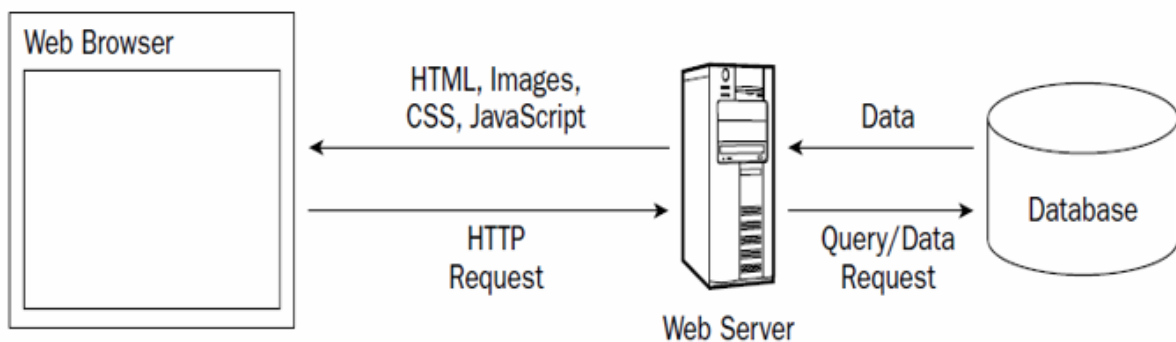 Web Browser
HTML, Images,
CSS, JavaScript
HTTP
Request
Web Server
Data
Query/Data
Request
Database